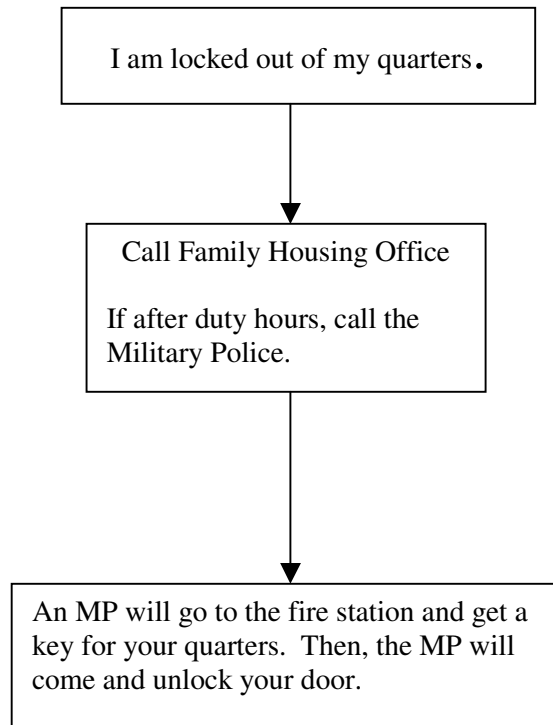 I am locked out of my quarters.
Call Family Housing Office
If after duty hours, call the
Military Police.
An MP will go to the fire station and get a
key for your quarters.  Then, the MP will
come and unlock your door.